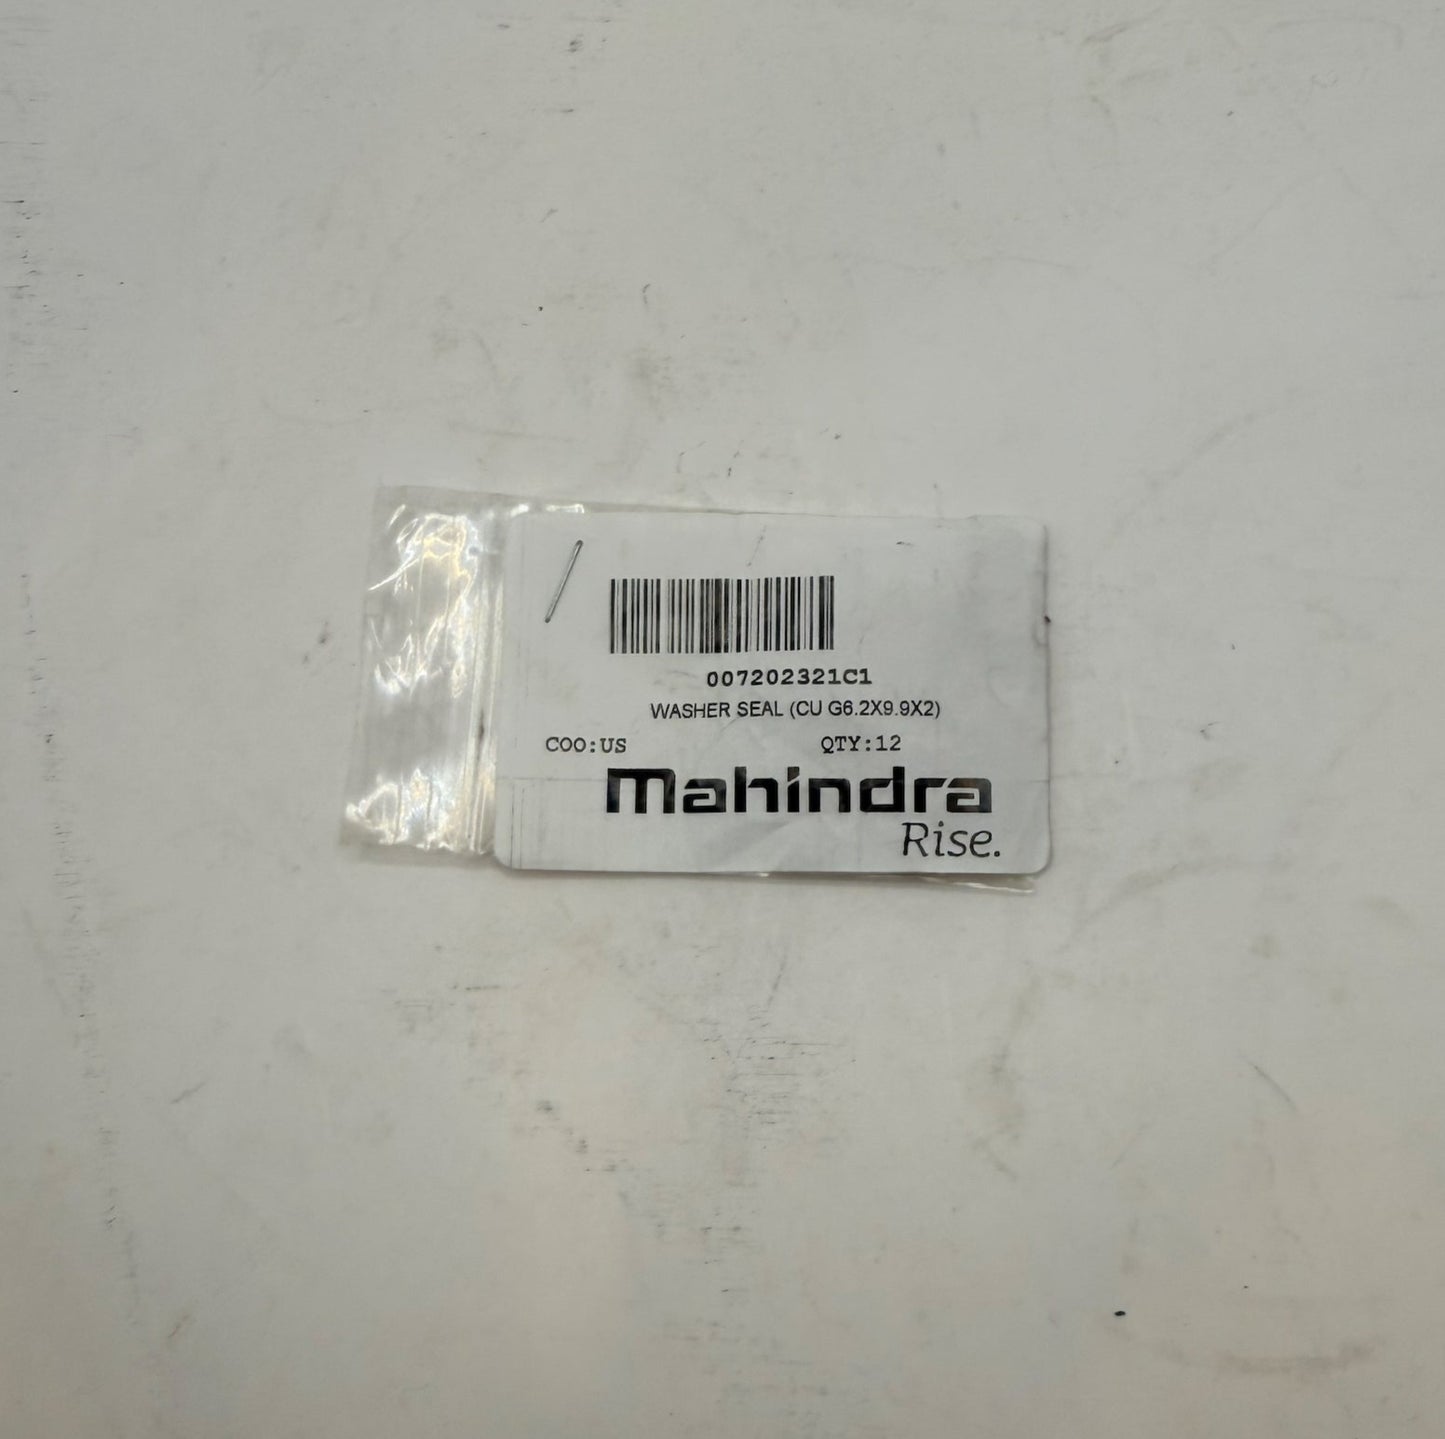 007202321C1
WASHER SEAL (CU G6.2X9.9X2)
COO:US QTY:12
Mahindra
Rise.